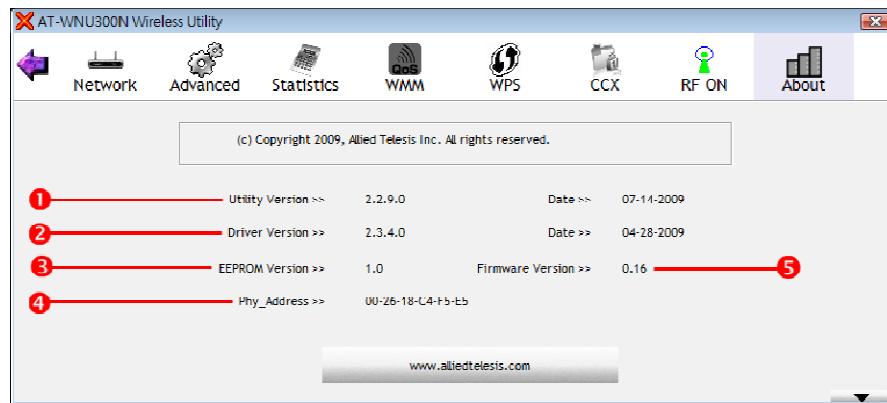 AT-WNU300N Wireless Utility
Network Advanced Statistics QoS WMM WPS CCX RF ON About
(c) Copyright 2009, Allied Telesis Inc. All rights reserved.
1 Utility Version >> 2.2.9.0 Date >> 07-14-2009
2 Driver Version >> 2.3.4.0 Date >> 04-28-2009
3 EEPROM Version >> 1.0 Firmware Version >> 0.16 5
4 Phy_Address >> 00-26-18-C4-F5-E5
www.alliedtelesis.com